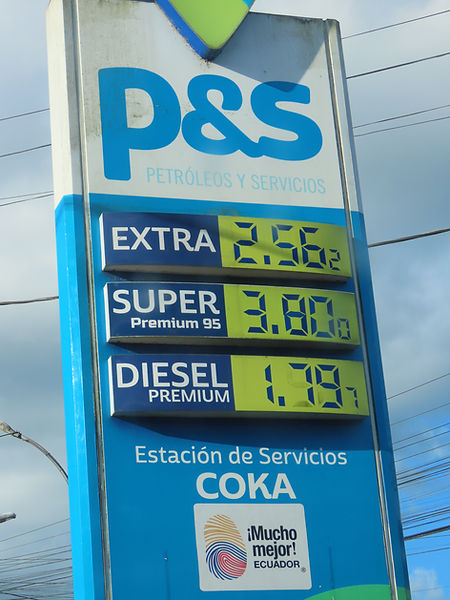 P&S
PETRÓLEOS Y SERVICIOS
EXTRA 2.562
SUPER 3.800
Premium 95
DIESEL 1.797
PREMIUM
Estación de Servicios
COKA
¡Mucho
mejor!
ECUADOR®